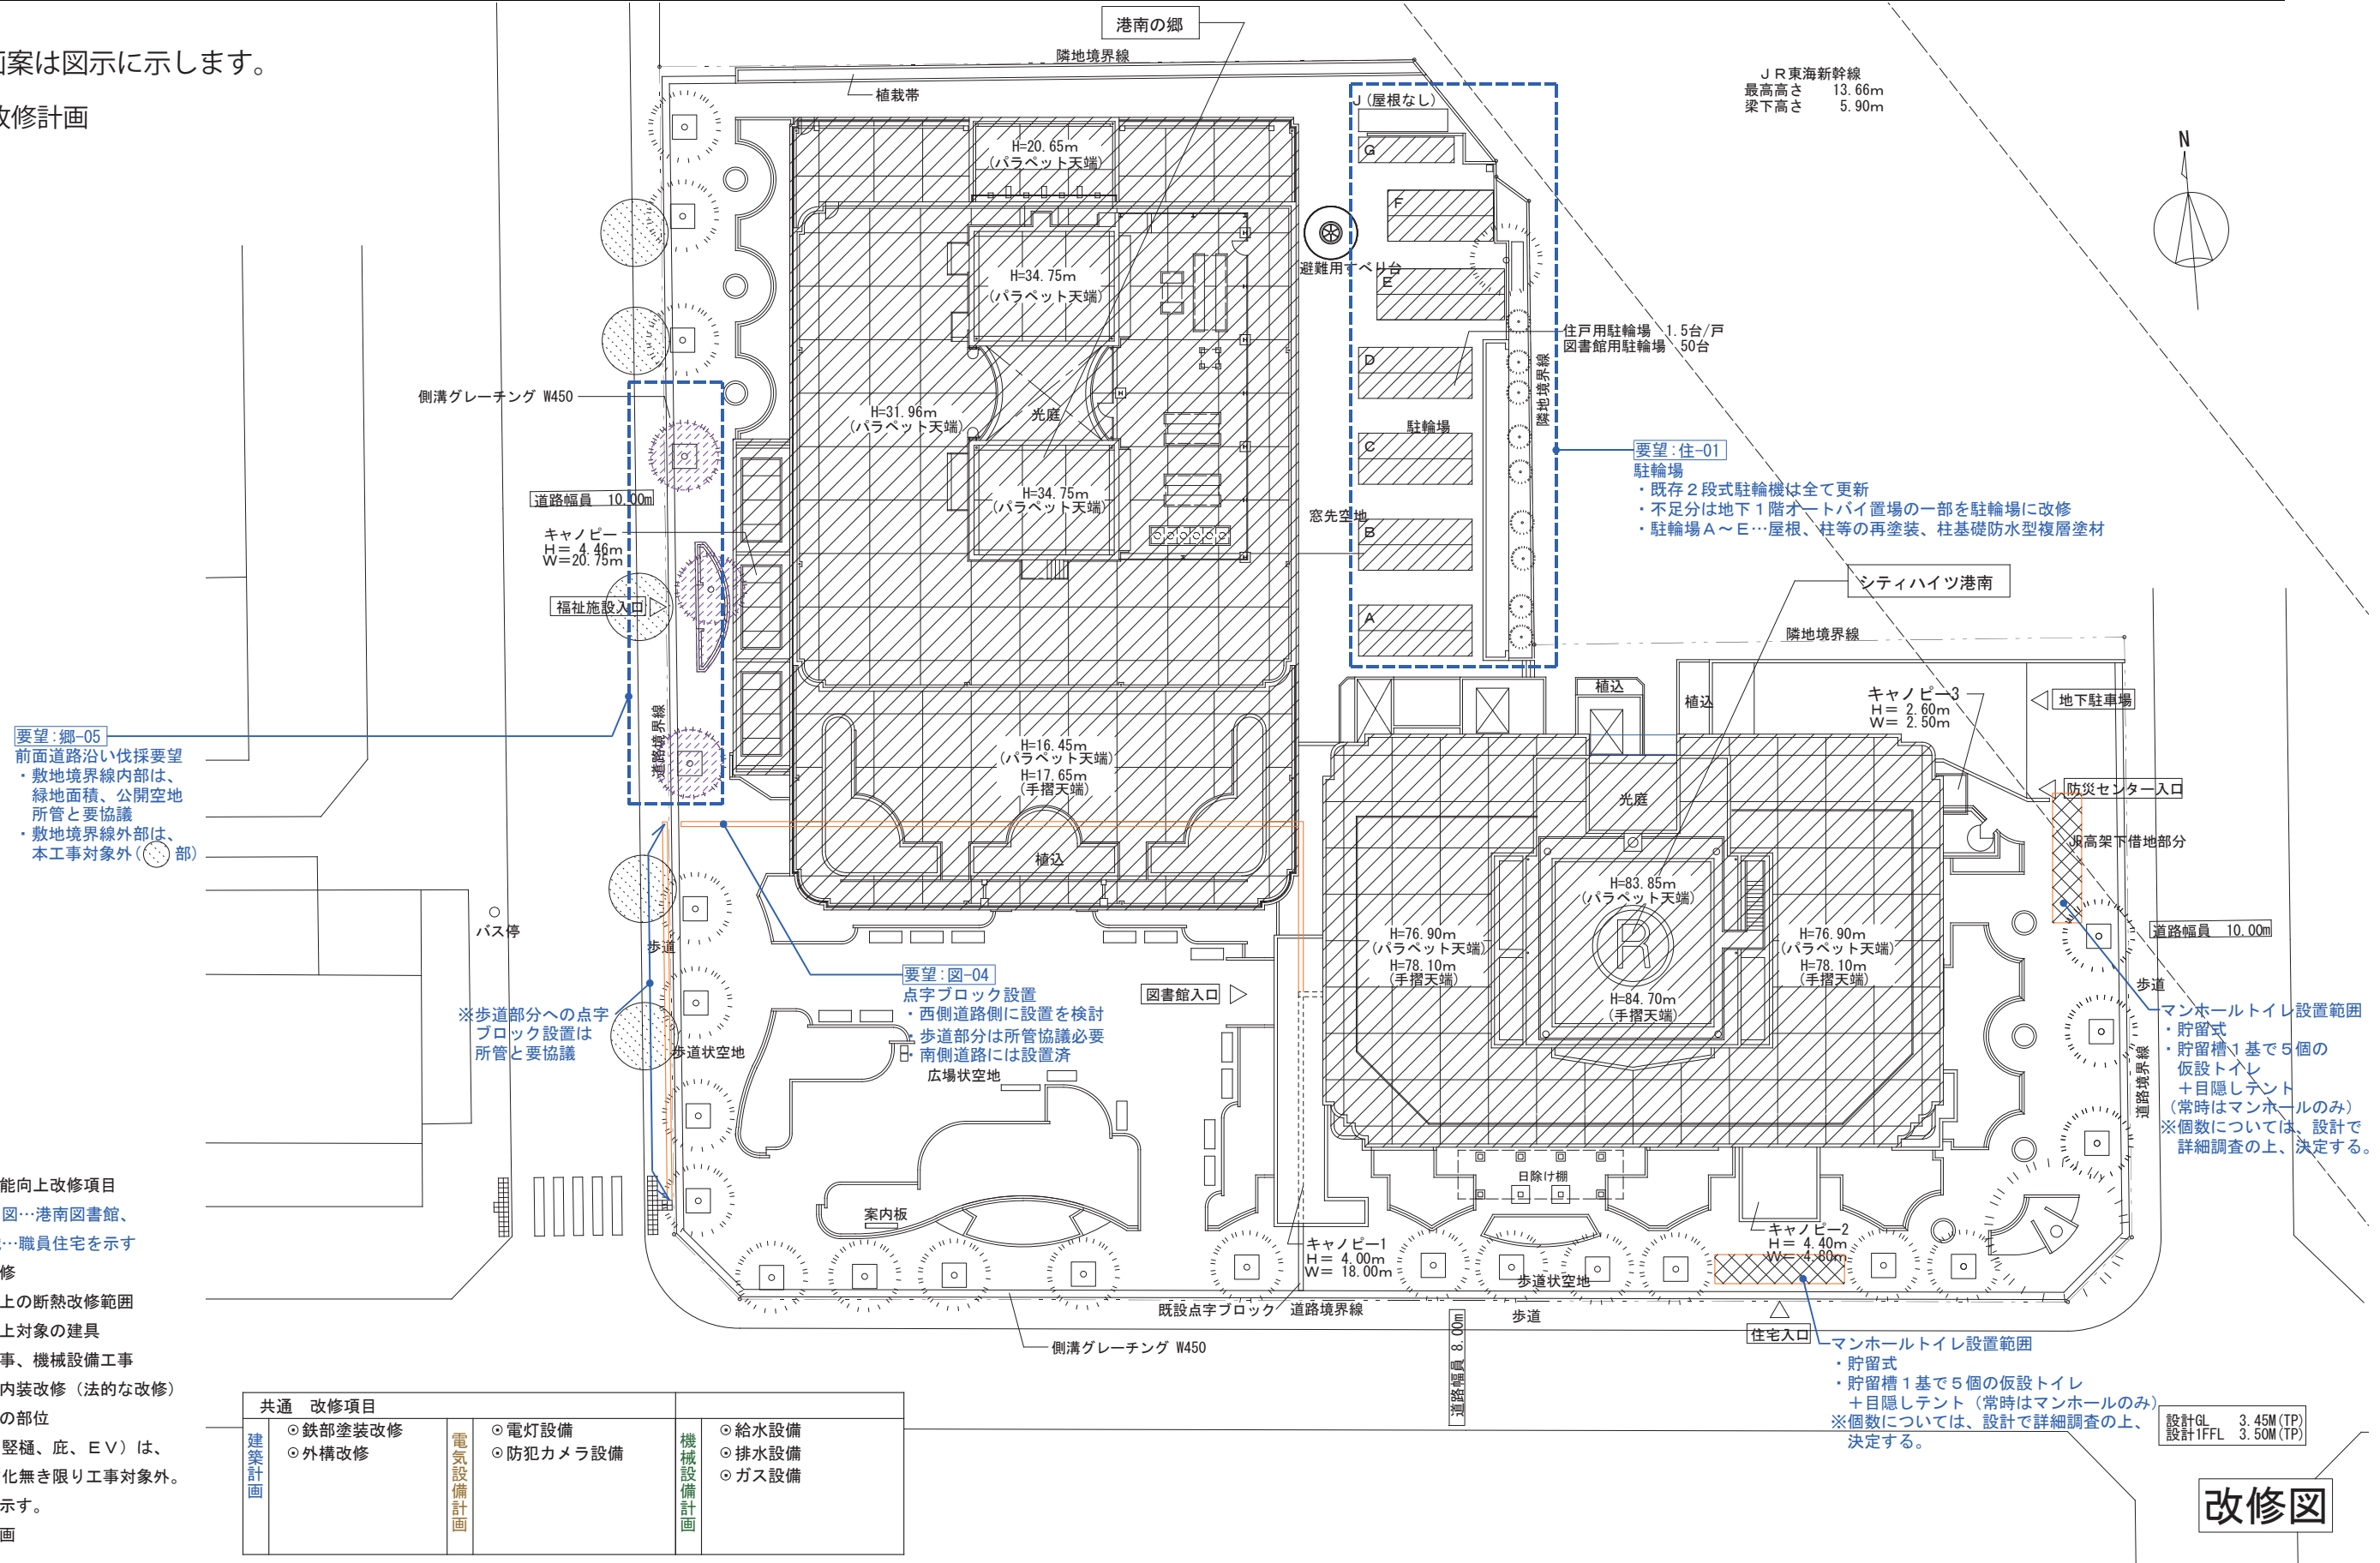 画案は図示に示します。
改修計画
港南の郷
隣地境界線
植栽帯
ＪＲ東海新幹線
最高高さ 13.66m
梁下高さ 5.90m
N
J（屋根なし）
G
F
E
D
C
B
A
H=20.65m
(パラペット天端)
H=34.75m
(パラペット天端)
避難用すべり台
住戸用駐輪場 1.5台/戸
図書館用駐輪場 50台
隣地境界線
駐輪場
側溝グレーチング W450
H=31.96m
(パラペット天端)
光庭
H=34.75m
(パラペット天端)
窓先空地
要望:住-01
駐輪場
・既存２段式駐輪機は全て更新
・不足分は地下１階オートバイ置場の一部を駐輪場に改修
・駐輪場Ａ～Ｅ…屋根、柱等の再塗装、柱基礎防水型複層塗材
道路幅員 10.00m
キャノピー
H= 4.46m
W=20.75m
福祉施設入口
シティハイツ港南
隣地境界線
植込
植込
キャノピー3
H= 2.60m
W= 2.50m
地下駐車場
防災センター入口
JR高架下借地部分
道路境界線
要望:郷-05
前面道路沿い伐採要望
・敷地境界線内部は、
緑地面積、公開空地
所管と要協議
・敷地境界線外部は、
本工事対象外( 部)
H=16.45m
(パラペット天端)
H=17.65m
(手摺天端)
植込
光庭
H=83.85m
(パラペット天端)
R
H=84.70m
(手摺天端)
H=76.90m
(パラペット天端)
H=78.10m
(手摺天端)
H=76.90m
(パラペット天端)
H=78.10m
(手摺天端)
道路幅員 10.00m
歩道
道路境界線
バス停
歩道
要望:図-04
点字ブロック設置
・西側道路側に設置を検討
・歩道部分は所管協議必要
・南側道路には設置済
図書館入口
※歩道部分への点字
ブロック設置は
所管と要協議
歩道状空地
広場状空地
マンホールトイレ設置範囲
・貯留式
・貯留槽１基で５個の
仮設トイレ
＋目隠しテント
（常時はマンホールのみ）
※個数については、設計で
詳細調査の上、決定する。
日除け棚
案内板
キャノピー1
H= 4.00m
W= 18.00m
キャノピー2
H= 4.40m
W= 4.80m
歩道状空地
既設点字ブロック
道路境界線
歩道
側溝グレーチング W450
道路幅員 8.00m
住宅入口
マンホールトイレ設置範囲
・貯留式
・貯留槽１基で５個の仮設トイレ
＋目隠しテント（常時はマンホールのみ）
※個数については、設計で詳細調査の上、
決定する。
能向上改修項目
図…港南図書館、
…職員住宅を示す
修
上の断熱改修範囲
上対象の建具
事、機械設備工事
内装改修（法的な改修）
の部位
竪樋、庇、ＥＶ）は、
化無き限り工事対象外。
示す。
画
共通 改修項目
建築計画
◎鉄部塗装改修
◎外構改修
電気設備計画
◎電灯設備
◎防犯カメラ設備
機械設備計画
◎給水設備
◎排水設備
◎ガス設備
設計GL 3.45M(TP)
設計1FFL 3.50M(TP)
改修図